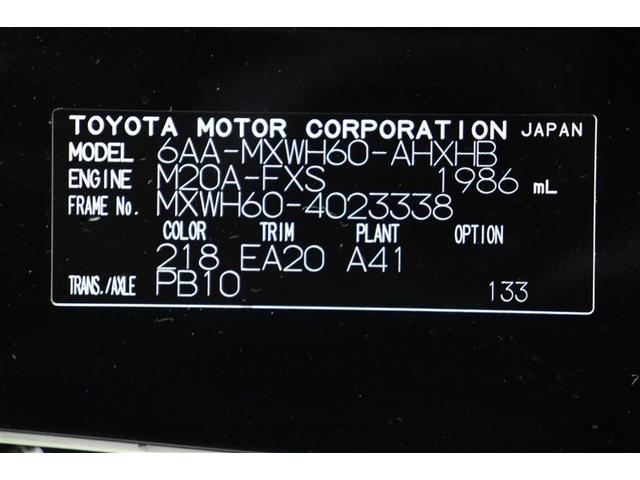 TOYOTA MOTOR CORPORATION JAPAN
MODEL 6AA-MXWH60-AHXHB
ENGINE M20A-FXS 1986 mL
FRAME No. MXWH60-4023338
COLOR TRIM PLANT OPTION
218 EA20 A41
TRANS./AXLE PB10 133